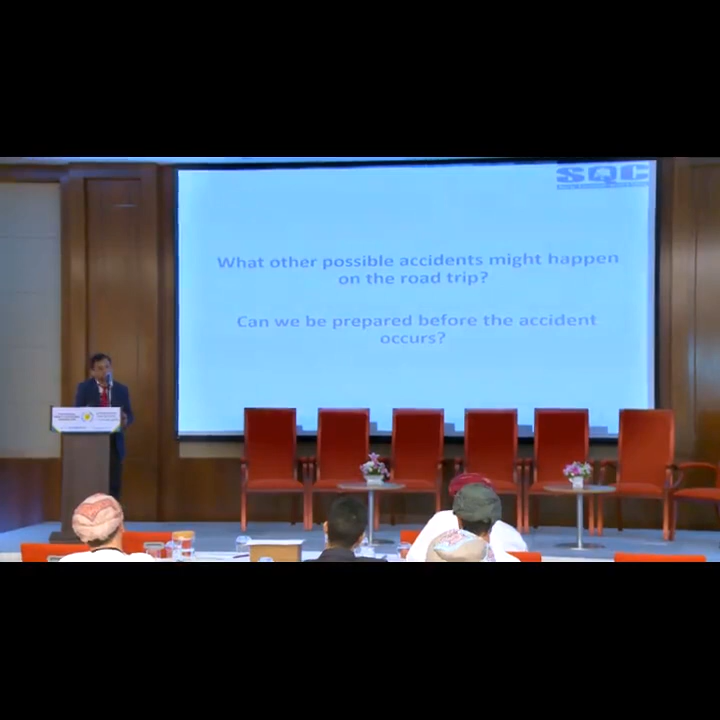 SQC
What other possible accidents might happen
on the road trip?
Can we be prepared before the accident
occurs?